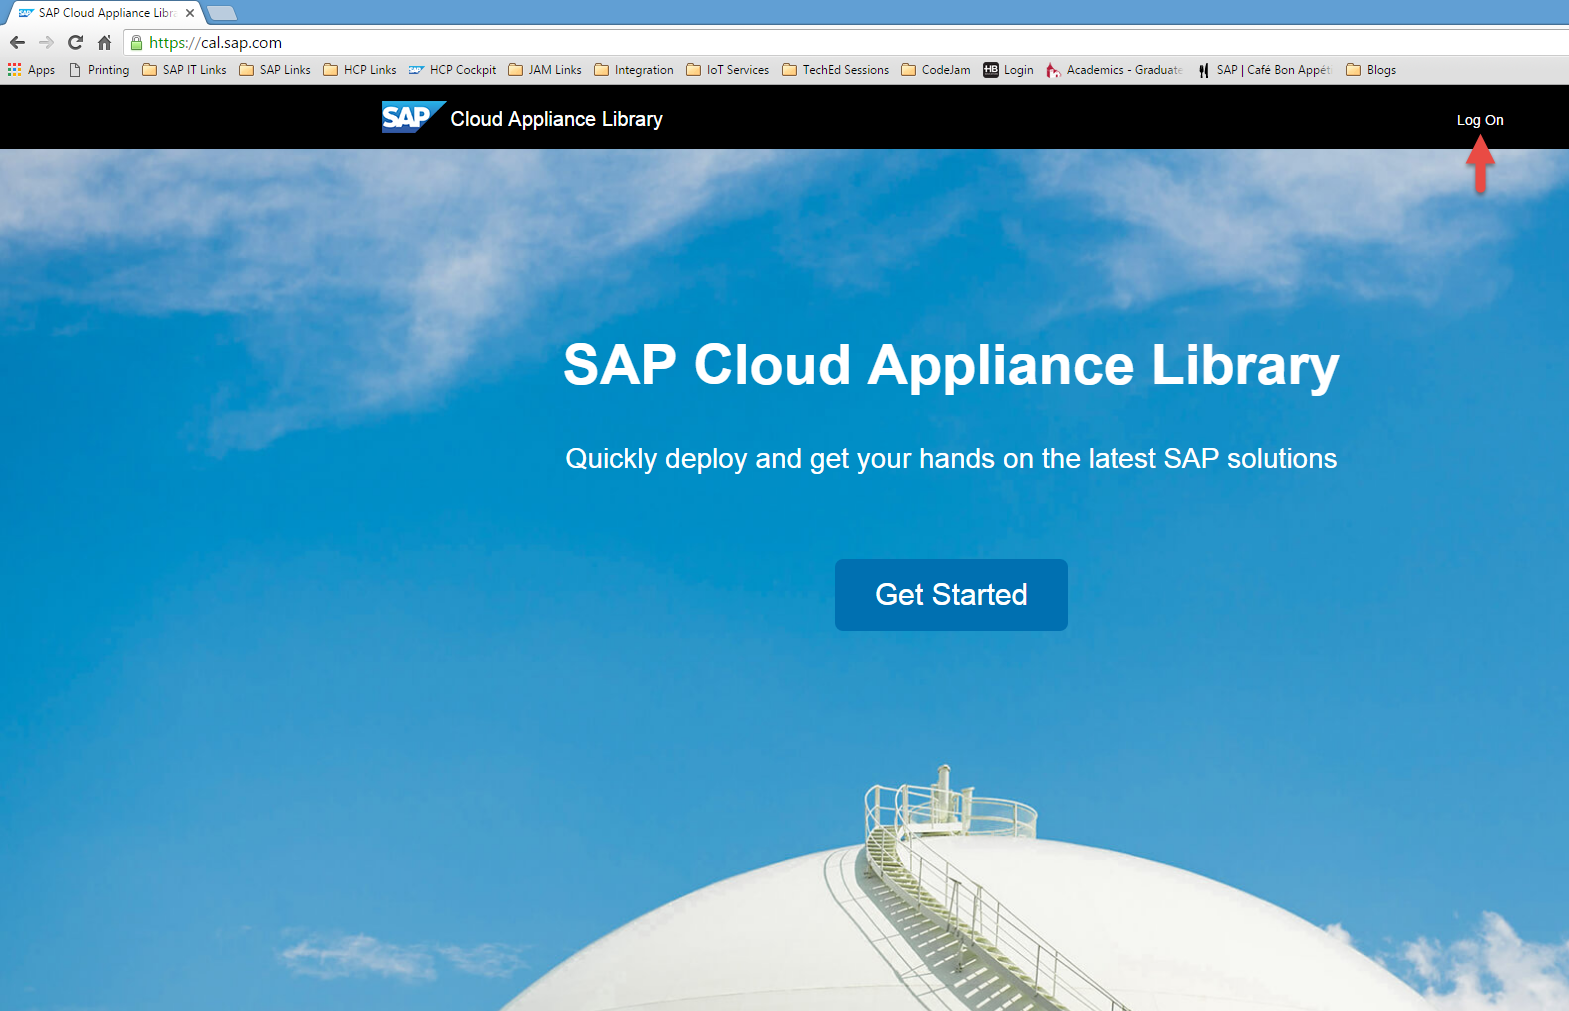 SAP Cloud Appliance Libr
https://cal.sap.com
Apps Printing SAP IT Links SAP Links HCP Links SAP HCP Cockpit JAM Links Integration IoT Services TechEd Sessions CodeJam HB Login Academics - Graduate SAP | Café Bon Appét Blogs
SAP Cloud Appliance Library
Log On
SAP Cloud Appliance Library
Quickly deploy and get your hands on the latest SAP solutions
Get Started